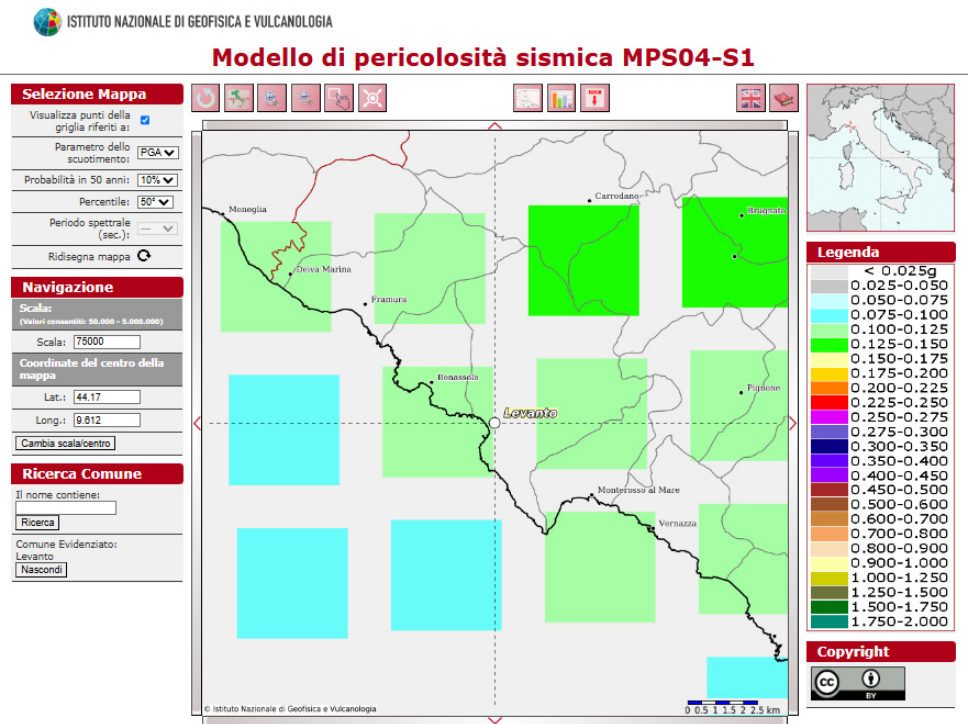 ISTITUTO NAZIONALE DI GEOFISICA E VULCANOLOGIA
Modello di pericolosità sismica MPS04-S1
Selezione Mappa
Visualizza punti della
griglia riferiti a:
Parametro dello
scuotimento: PGA
Probabilità in 50 anni: 10%
Percentile: 50°
Periodo spettrale
(sec.): ---
Ridisegna mappa
Navigazione
Scala:
(Valori consentiti: 50.000 - 5.000.000)
Scala: 75000
Coordinate del centro della
mappa
Lat.: 44.17
Long.: 9.612
Cambia scala/centro
Ricerca Comune
Il nome contiene:
Ricerca
Comune Evidenziato:
Levanto
Nascondi
Carrodano
Moneglia
Brugnato
Deiva Marina
Framura
Bonassola
Pignone
Levanto
Monterosso al Mare
Vernazza
© Istituto Nazionale di Geofisica e Vulcanologia
0 0.5 1 1.5 2 2.5 km
Legenda
< 0.025g
0.025-0.050
0.050-0.075
0.075-0.100
0.100-0.125
0.125-0.150
0.150-0.175
0.175-0.200
0.200-0.225
0.225-0.250
0.250-0.275
0.275-0.300
0.300-0.350
0.350-0.400
0.400-0.450
0.450-0.500
0.500-0.600
0.600-0.700
0.700-0.800
0.800-0.900
0.900-1.000
1.000-1.250
1.250-1.500
1.500-1.750
1.750-2.000
Copyright
cc
BY